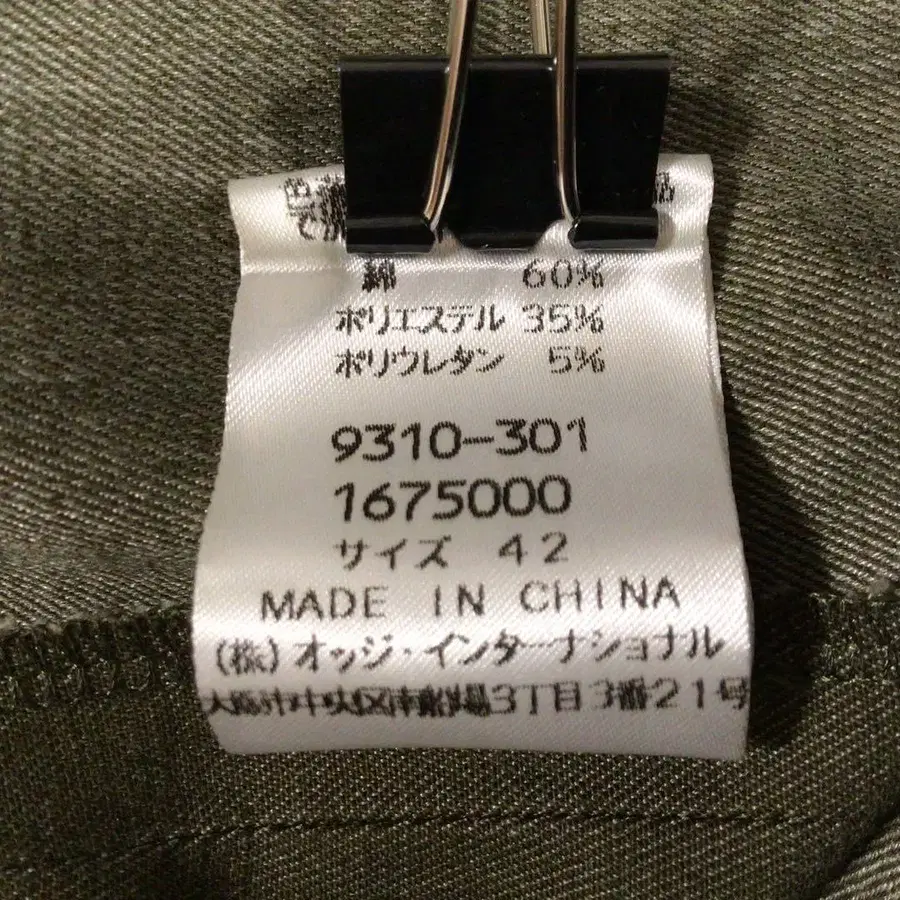 綿 60%
ポリエステル 35%
ポリウレタン 5%
9310-301
1675000
サイズ 42
MADE IN CHINA
(株)オッジ・インターナショナル
大阪市中央区南船場3丁目3番21号